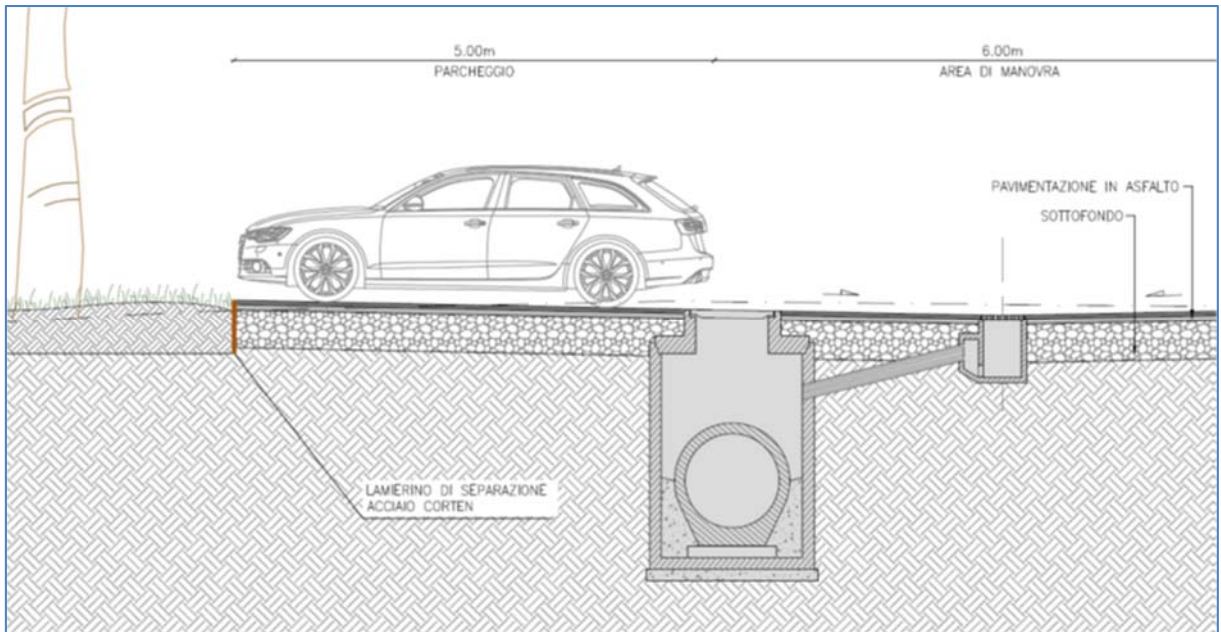 5.00m
PARCHEGGIO
6.00m
AREA DI MANOVRA
PAVIMENTAZIONE IN ASFALTO
SOTTOFONDO
LAMIERINO DI SEPARAZIONE
ACCIAIO CORTEN